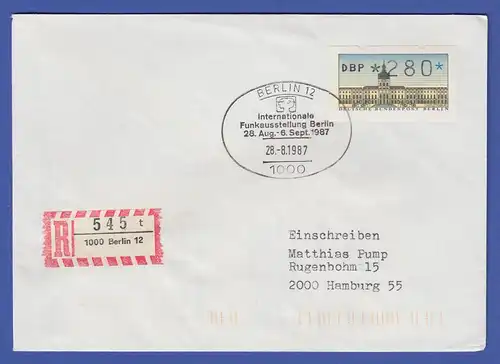 DBP *280*
DEUTSCHE BUNDESPOST BERLIN
BERLIN 12
Internationale
Funkausstellung Berlin
28. Aug.-6. Sept. 1987
28.-8.1987
1000
R 545 t
1000 Berlin 12
Einschreiben
Matthias Pump
Rugenbohm 15
2000 Hamburg 55